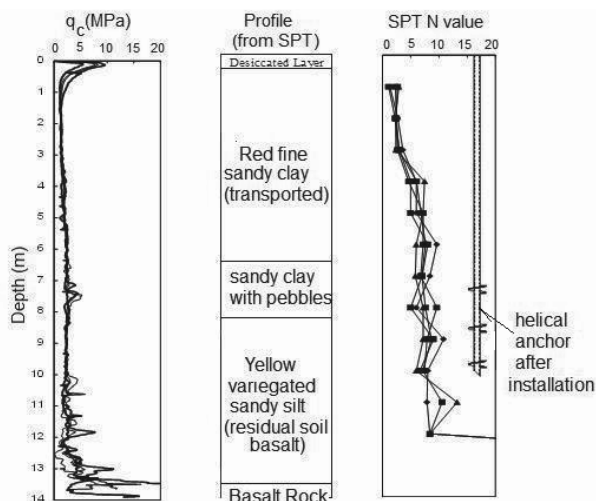 q_c(MPa)
0 5 10 15 20
0
1
2
3
4
5
6
7
8
9
10
11
12
13
14
Depth (m)
Profile
(from SPT)
Desiccated Layer
Red fine
sandy clay
(transported)
sandy clay
with pebbles
Yellow
variegated
sandy silt
(residual soil
basalt)
Basalt Rock
SPT N value
0 5 10 15 20
helical
anchor
after
installation